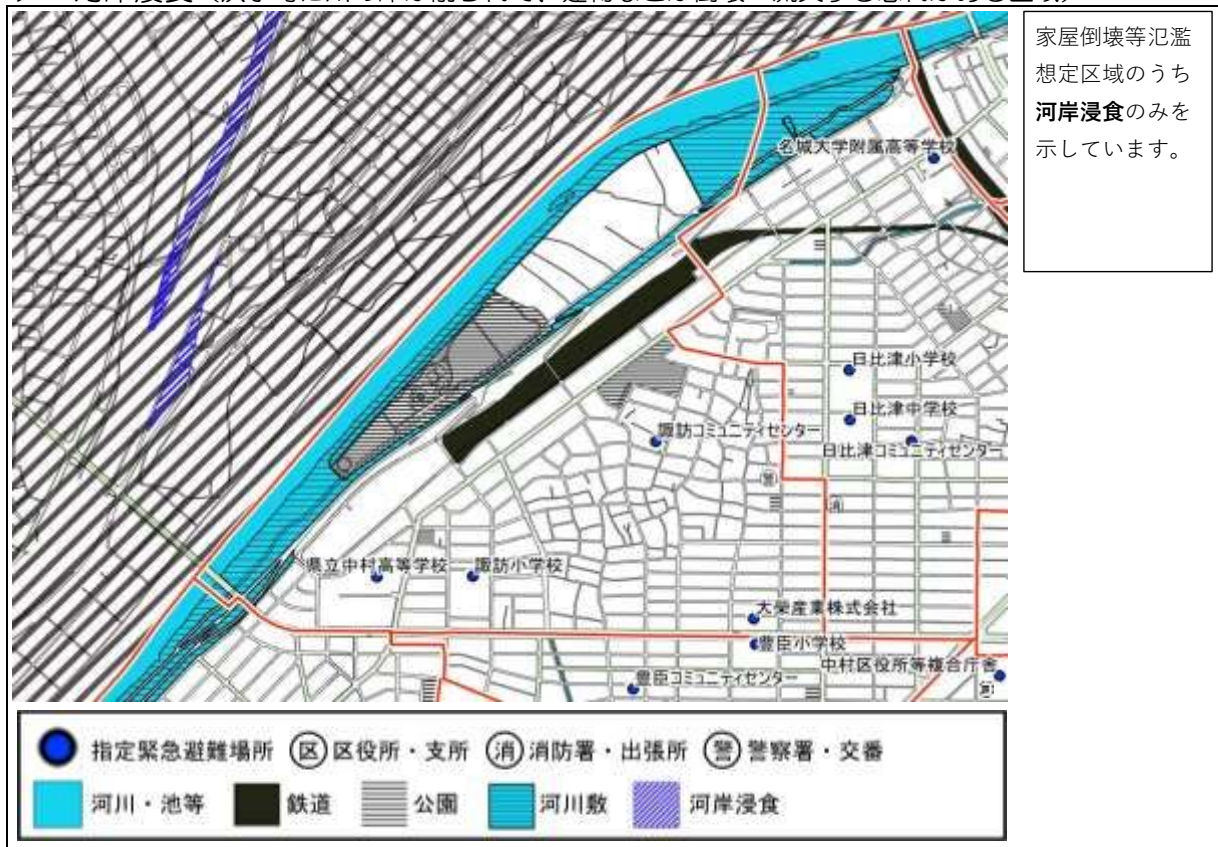 家屋倒壊等氾濫
想定区域のうち
河岸浸食のみを
示しています。
名城大学附属高等学校
日比津小学校
日比津中学校
諏訪コミュニティセンター
日比津コミュニティセンター
警
消
県立中村高等学校
諏訪小学校
大栄産業株式会社
豊臣小学校
中村区役所等複合庁舎
豊臣コミュニティセンター
指定緊急避難場所 区 区役所・支所 消 消防署・出張所 警 警察署・交番
河川・池等 鉄道 公園 河川敷 河岸浸食